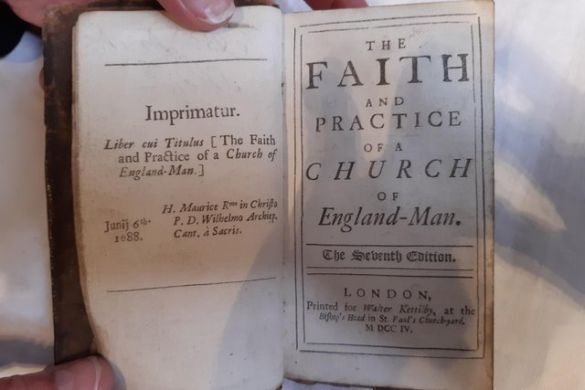 Imprimatur.
Liber cui Titulus [The Faith
and Practice of a Church of
England-Man.]
H. Maurice Rmo in Christo
P. D. Wilhelmo Archiep.
Cant. à Sacris.
Junij 6th.
1688.
THE
FAITH
AND
PRACTICE
OF A
CHURCH
OF
England-Man.
The Seventh Edition.
LONDON,
Printed for Walter Kettilby, at the
Bishop's Head in St. Paul's Church-yard.
M DCC IV.